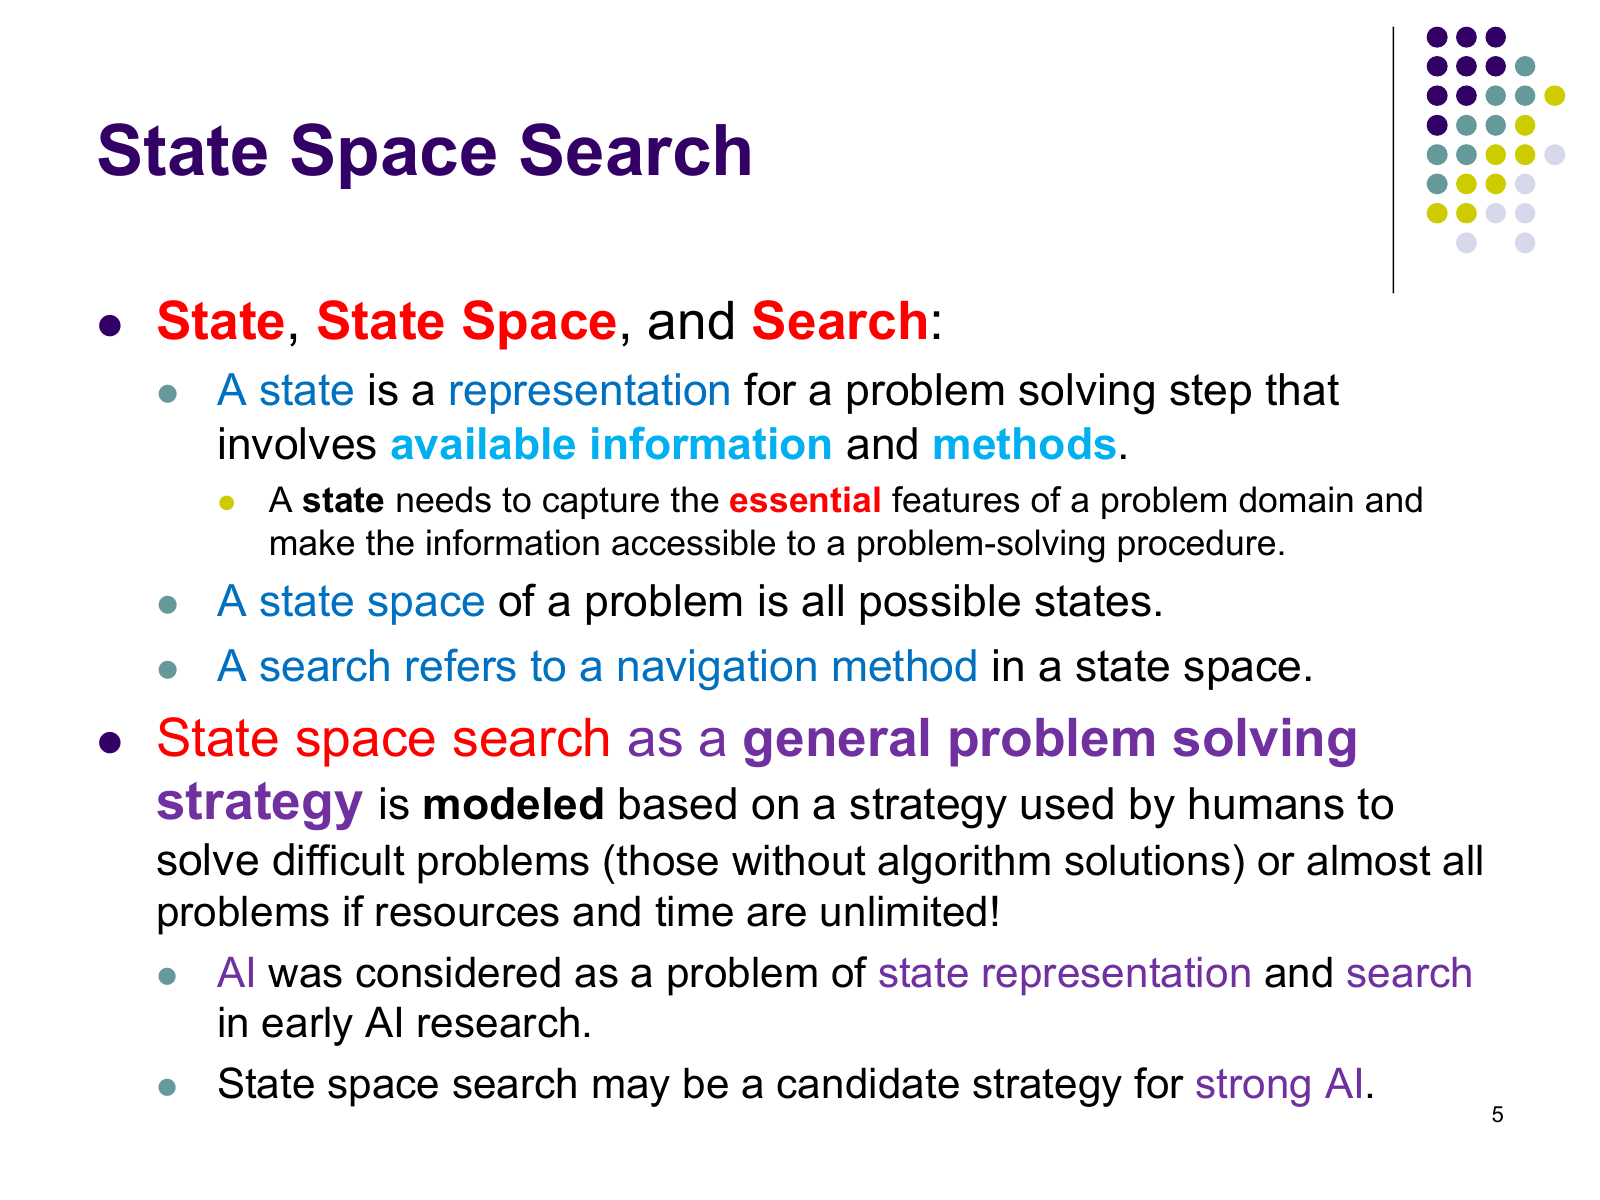 State Space Search
State, State Space, and Search:
A state is a representation for a problem solving step that
involves available information and methods.
A state needs to capture the essential features of a problem domain and
make the information accessible to a problem-solving procedure.
A state space of a problem is all possible states.
A search refers to a navigation method in a state space.
State space search as a general problem solving
strategy is modeled based on a strategy used by humans to
solve difficult problems (those without algorithm solutions) or almost all
problems if resources and time are unlimited!
AI was considered as a problem of state representation and search
in early AI research.
State space search may be a candidate strategy for strong AI.
5